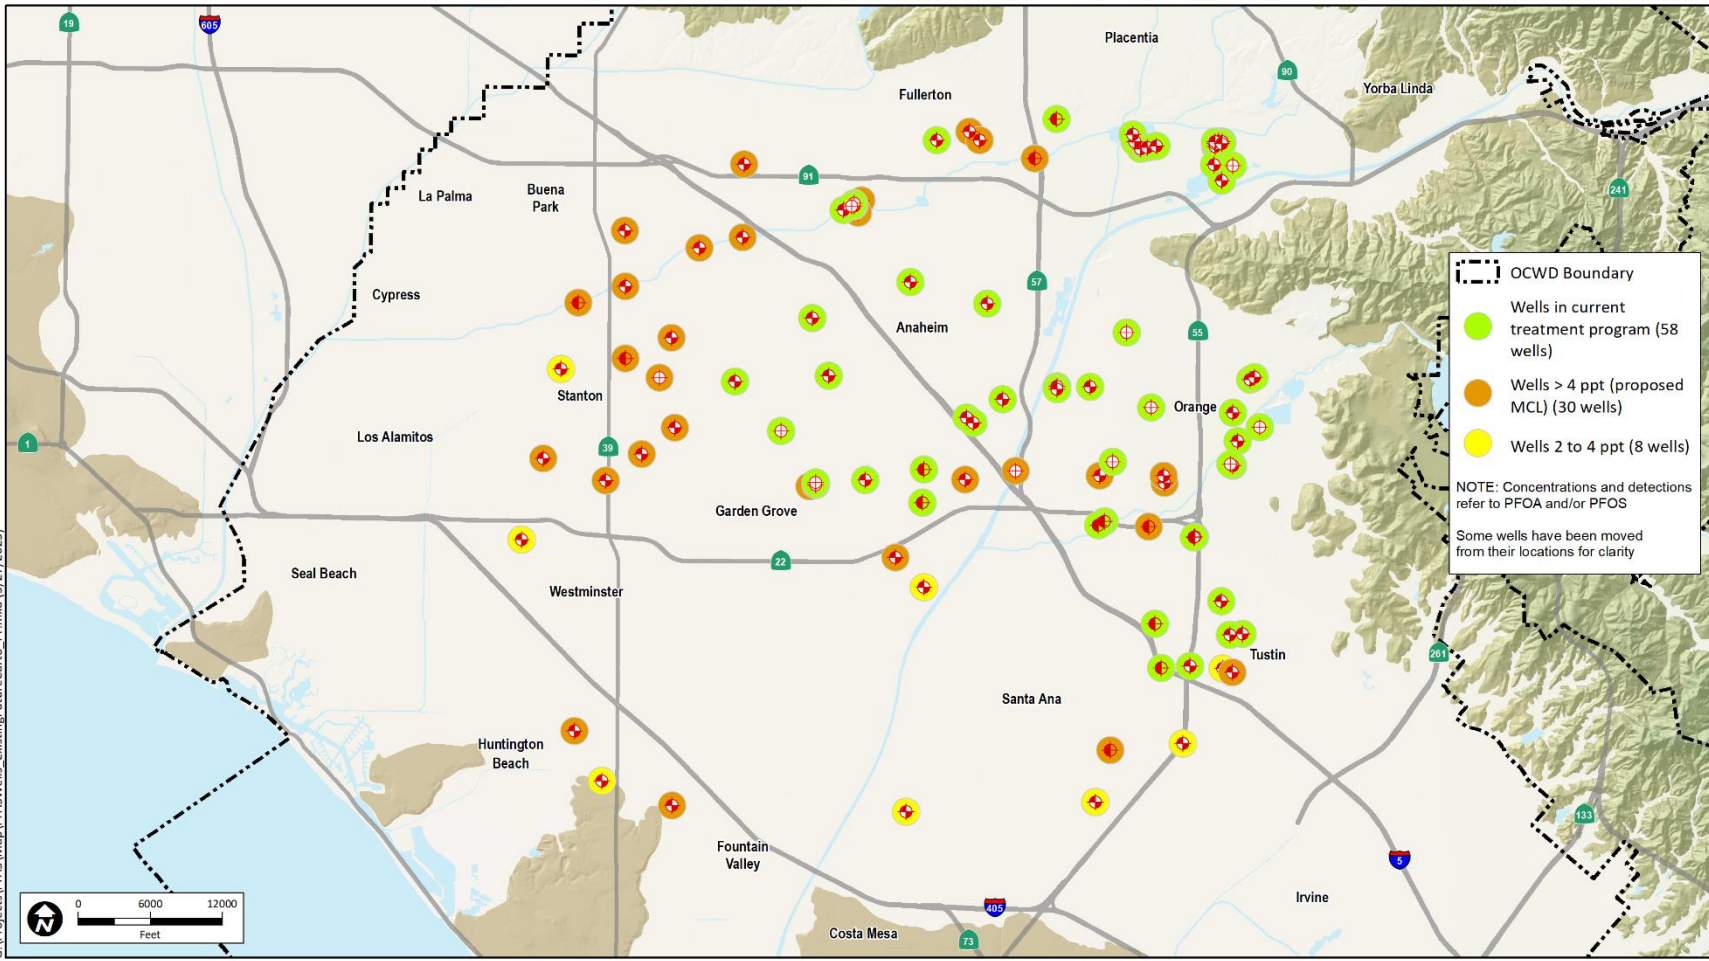 19
605
Placentia
90
Yorba Linda
Fullerton
91
La Palma
Buena
Park
241
Cypress
57
55
Anaheim
Stanton
Orange
Los Alamitos
1
39
Garden Grove
22
Seal Beach
Westminster
Tustin
261
Santa Ana
Huntington
Beach
133
Fountain
Valley
5
Irvine
405
Costa Mesa
73
OCWD Boundary
Wells in current
treatment program (58
wells)
Wells > 4 ppt (proposed
MCL) (30 wells)
Wells 2 to 4 ppt (8 wells)
NOTE: Concentrations and detections
refer to PFOA and/or PFOS
Some wells have been moved
from their locations for clarity
N
0 6000 12000
Feet